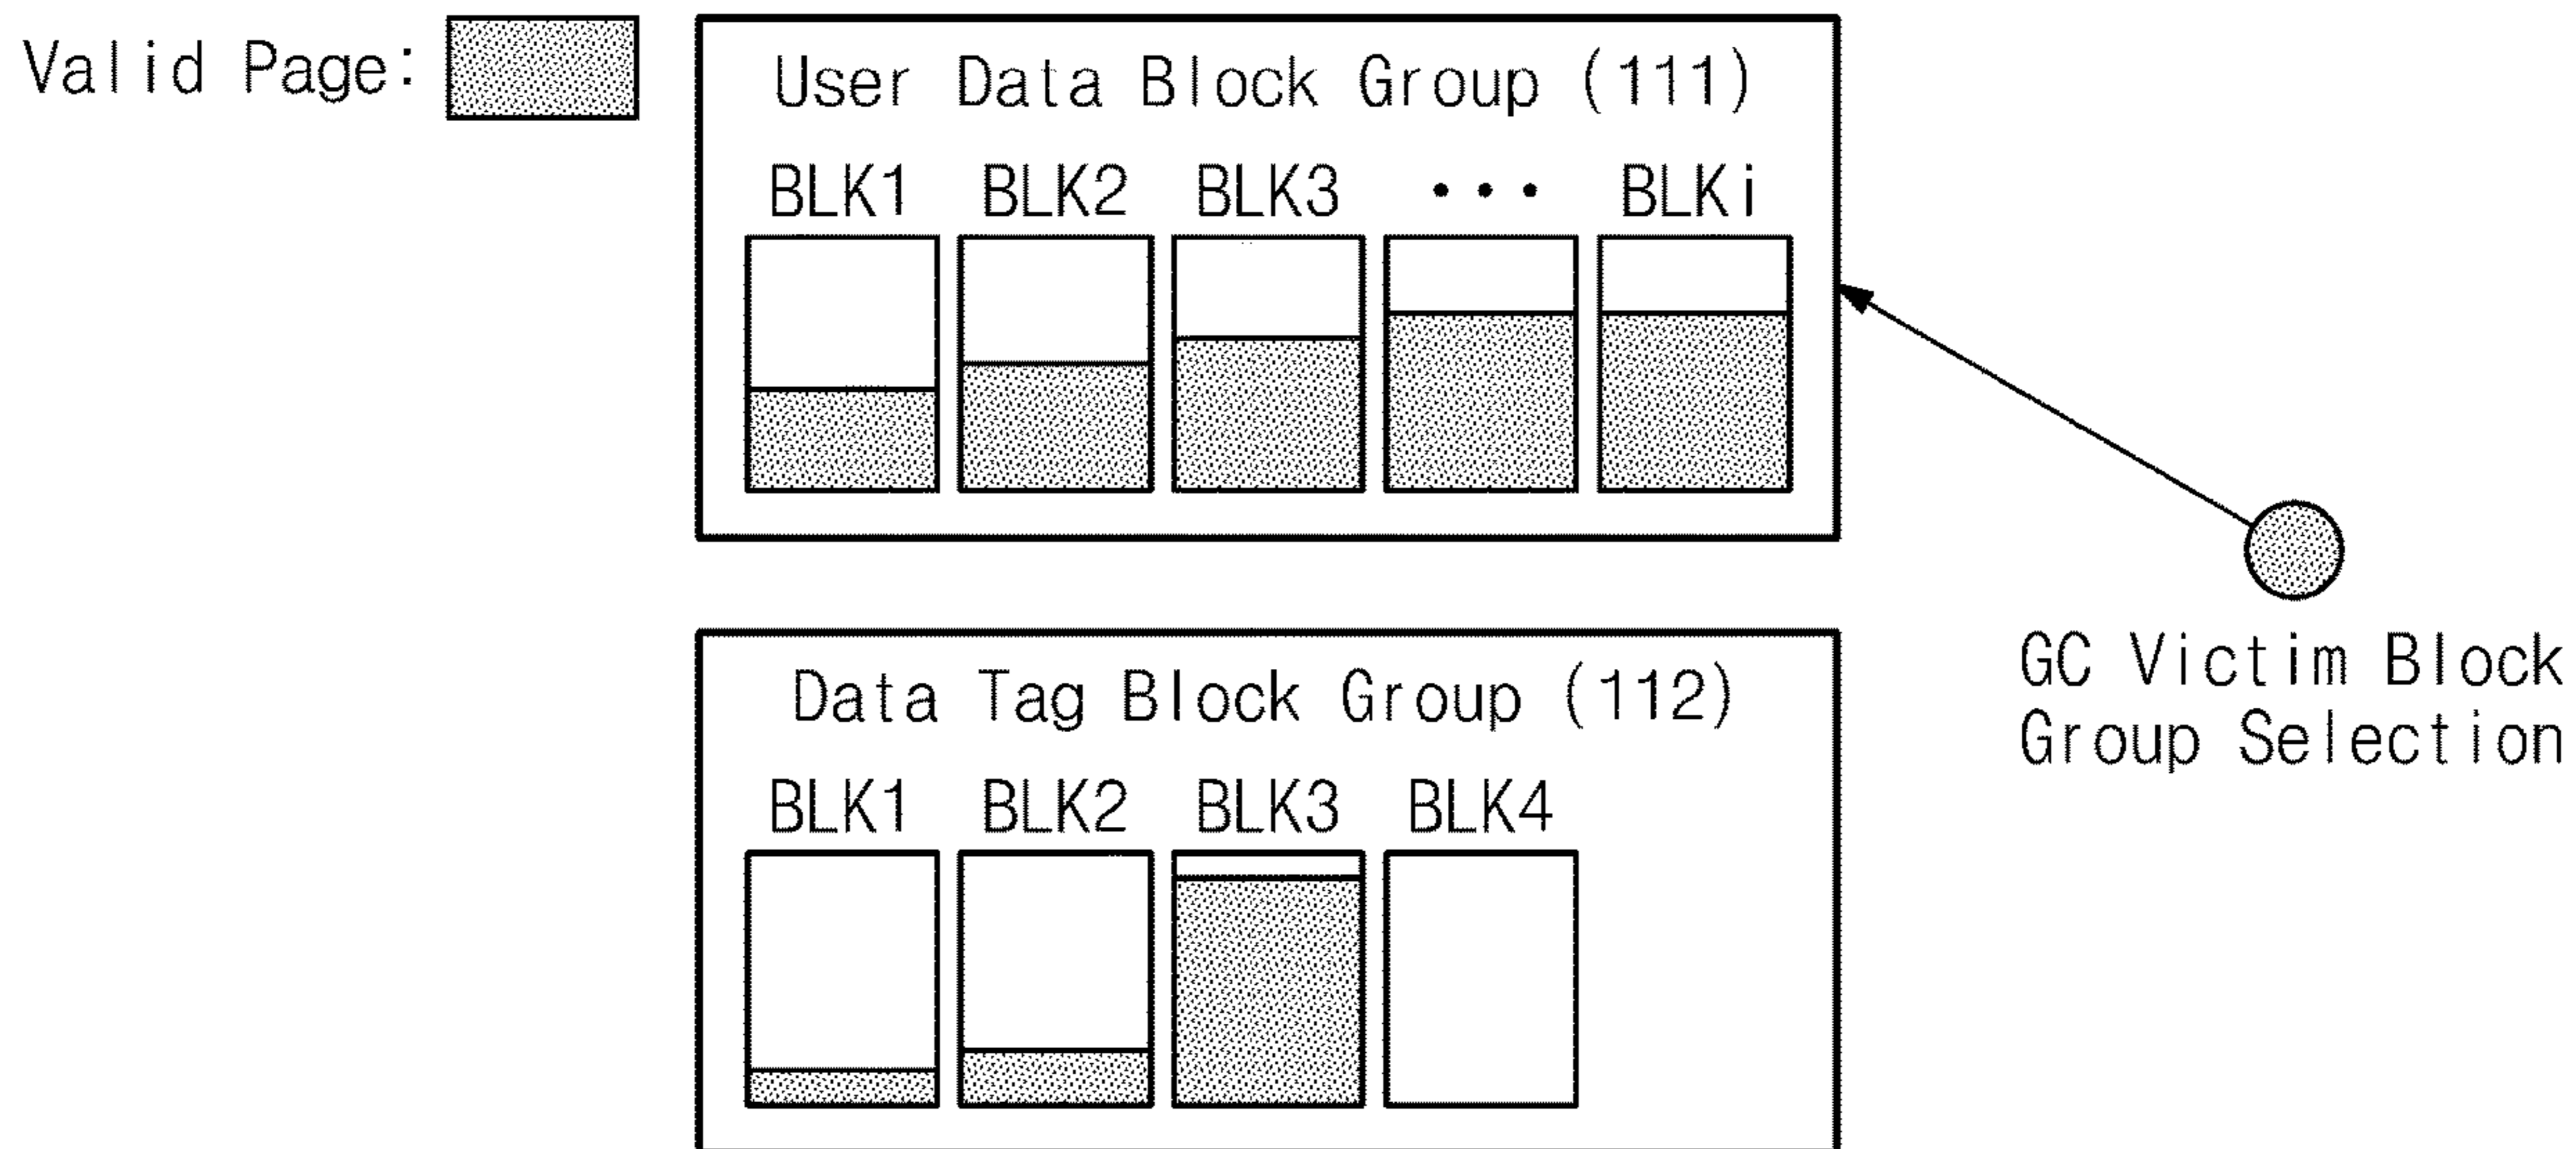 Valid Page:
User Data Block Group (111)
BLK1 BLK2 BLK3 ••• BLKi
GC Victim Block
Group Selection
Data Tag Block Group (112)
BLK1 BLK2 BLK3 BLK4